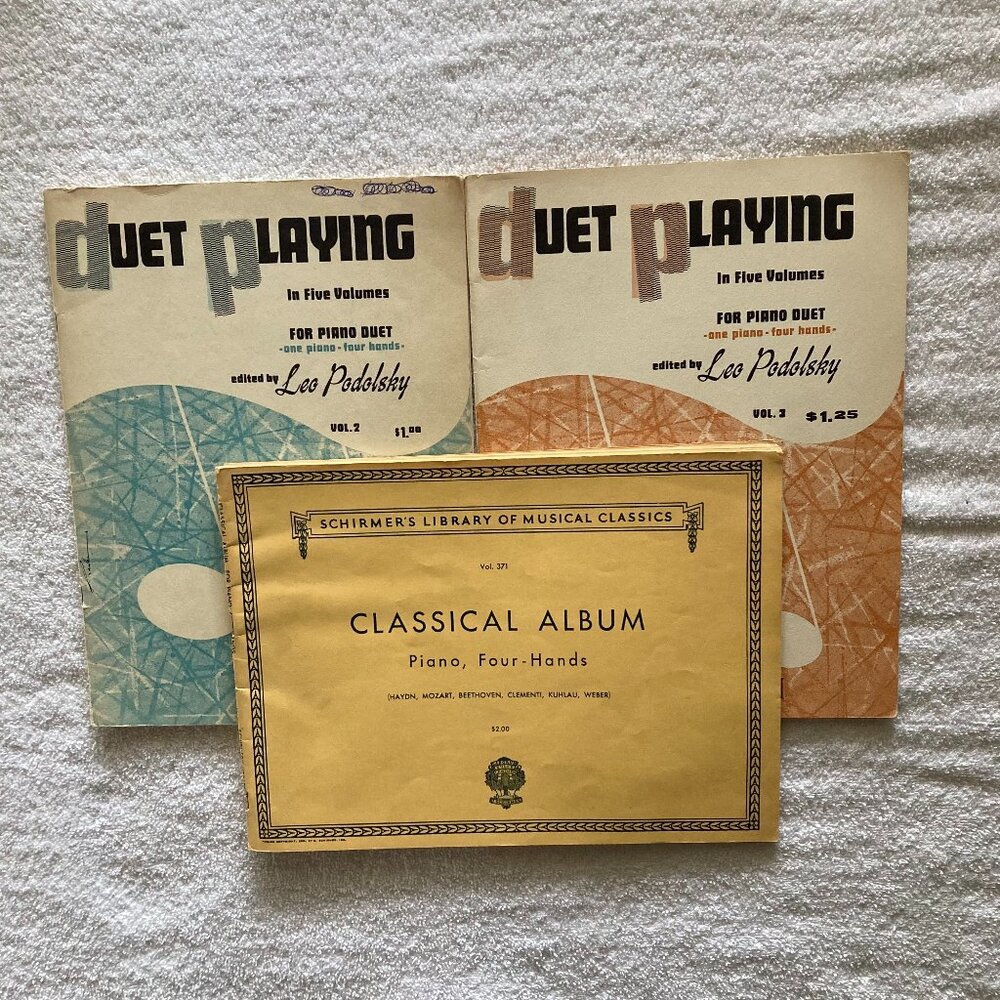 DUET PLAYING
In Five Volumes
FOR PIANO DUET
-one piano-four hands-
edited by Leo Podolsky
VOL.2 $1.00
DUET PLAYING
In Five Volumes
FOR PIANO DUET
-one piano-four hands-
edited by Leo Podolsky
VOL. 3 $1.25
SCHIRMER'S LIBRARY OF MUSICAL CLASSICS
Vol. 371
CLASSICAL ALBUM
Piano, Four-Hands
(HAYDN, MOZART, BEETHOVEN, CLEMENTI, KUHLAU, WEBER)
$2.00